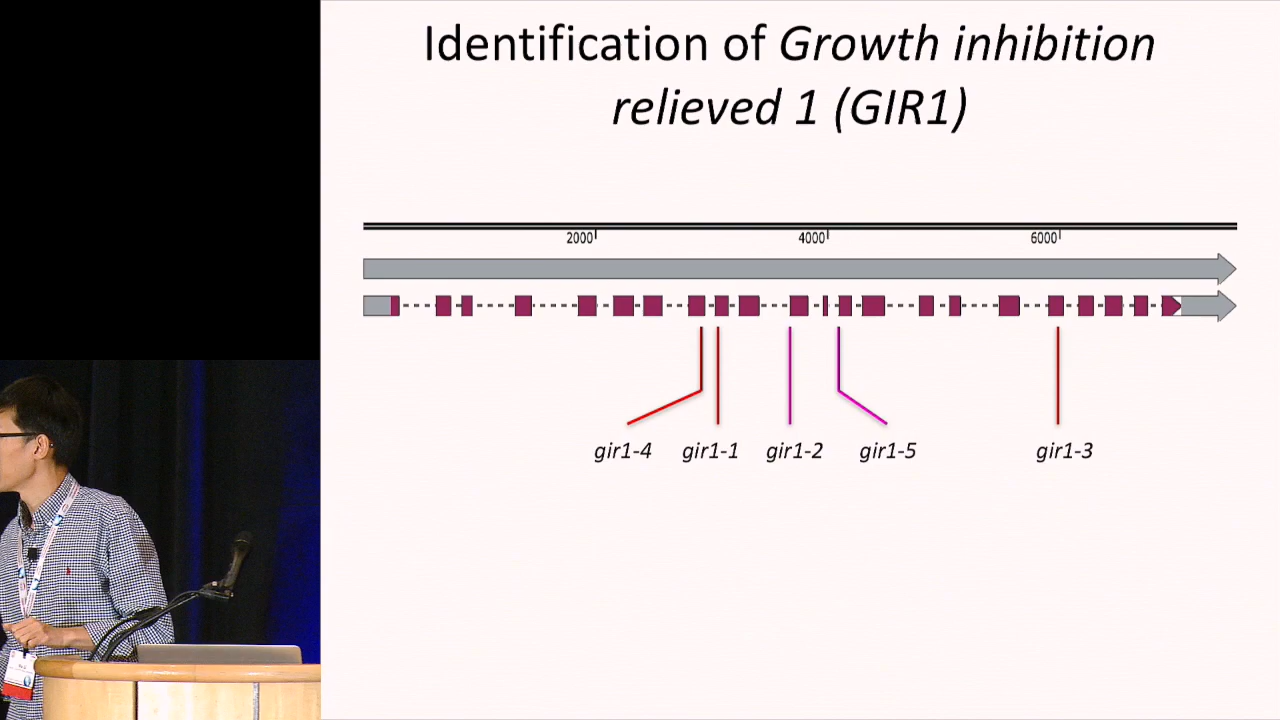 Identification of Growth inhibition
relieved 1 (GIR1)
2000 4000 6000
gir1-4 gir1-1 gir1-2 gir1-5 gir1-3